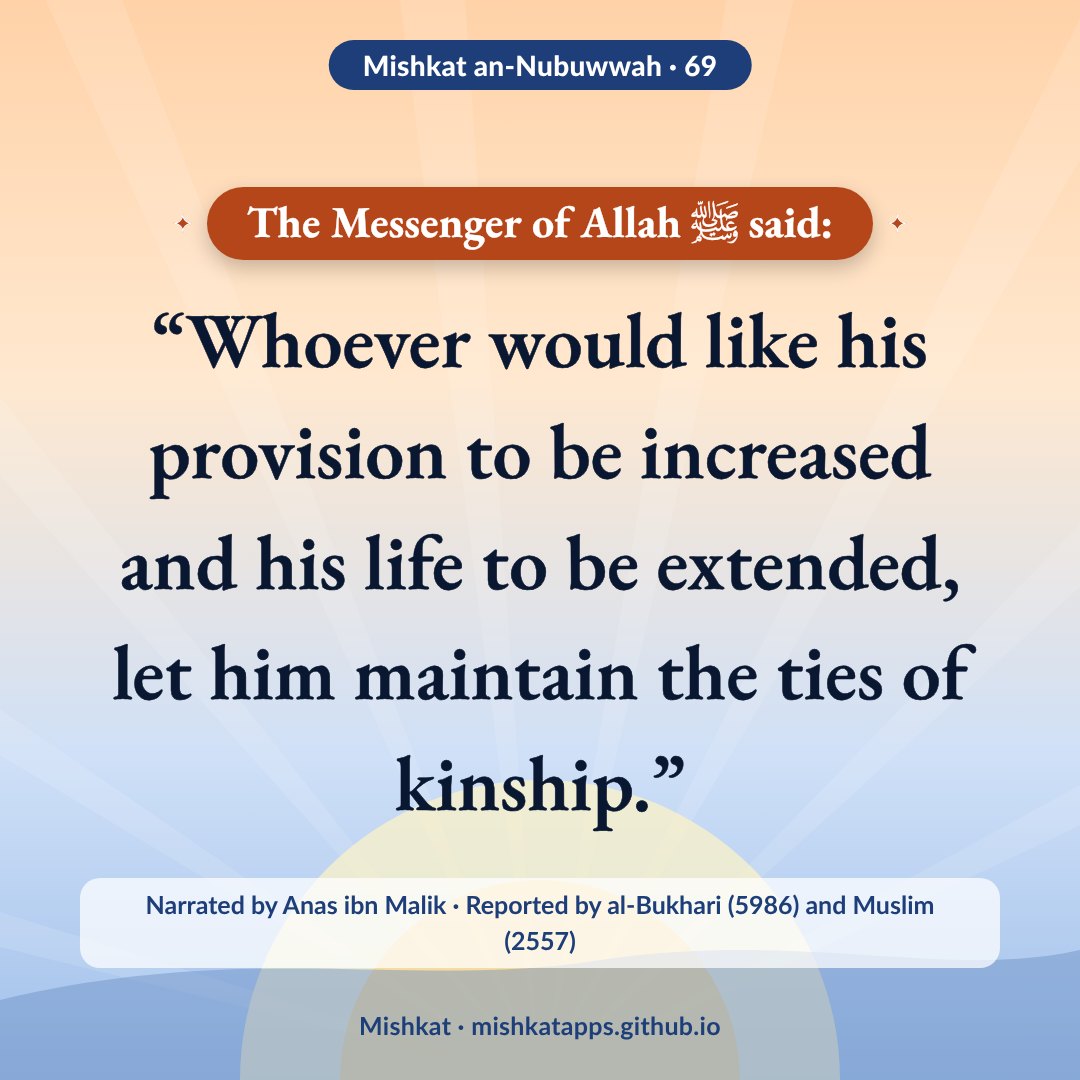 Mishkat an-Nubuwwah · 69
The Messenger of Allah ﷺ said:
“Whoever would like his
provision to be increased
and his life to be extended,
let him maintain the ties of
kinship.”
Narrated by Anas ibn Malik · Reported by al-Bukhari (5986) and Muslim
(2557)
Mishkat · mishkatapps.github.io